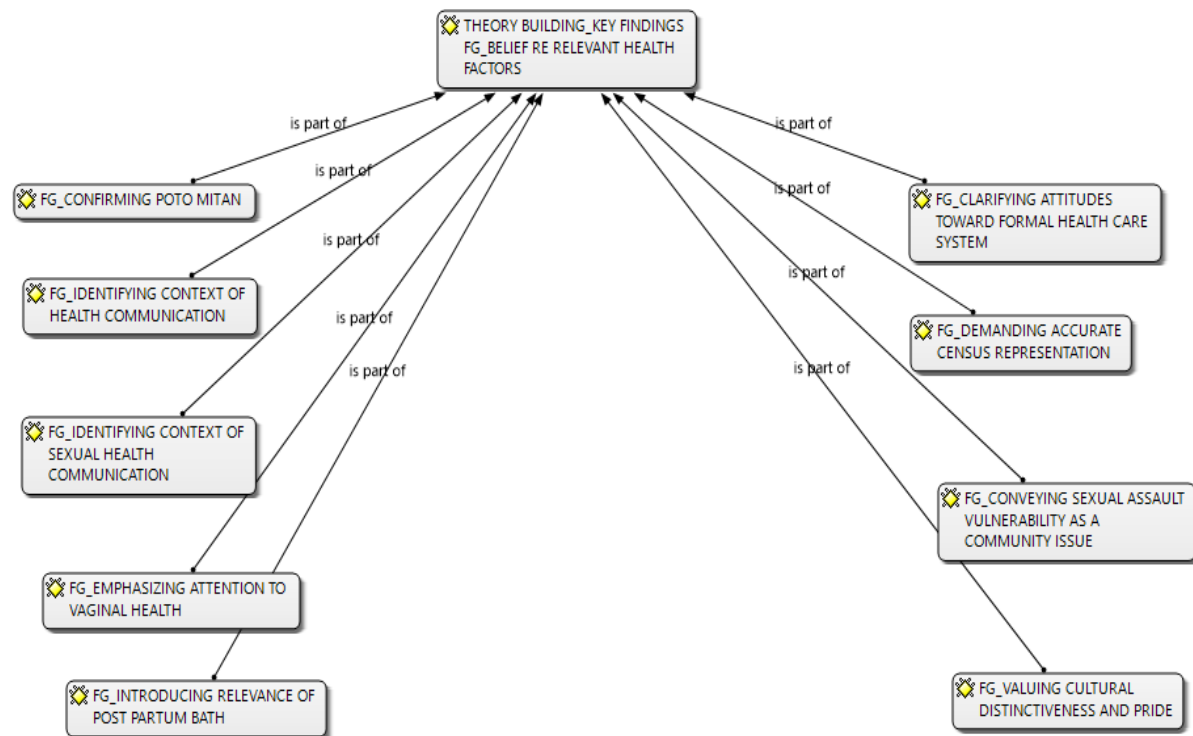 THEORY BUILDING_KEY FINDINGS
FG_BELIEF RE RELEVANT HEALTH
FACTORS
is part of
is part of
is part of
is part of
is part of
is part of
is part of
is part of
is part of
FG_CONFIRMING POTO MITAN
FG_IDENTIFYING CONTEXT OF
HEALTH COMMUNICATION
FG_IDENTIFYING CONTEXT OF
SEXUAL HEALTH
COMMUNICATION
FG_EMPHASIZING ATTENTION TO
VAGINAL HEALTH
FG_INTRODUCING RELEVANCE OF
POST PARTUM BATH
FG_CLARIFYING ATTITUDES
TOWARD FORMAL HEALTH CARE
SYSTEM
FG_DEMANDING ACCURATE
CENSUS REPRESENTATION
FG_CONVEYING SEXUAL ASSAULT
VULNERABILITY AS A
COMMUNITY ISSUE
FG_VALUING CULTURAL
DISTINCTIVENESS AND PRIDE